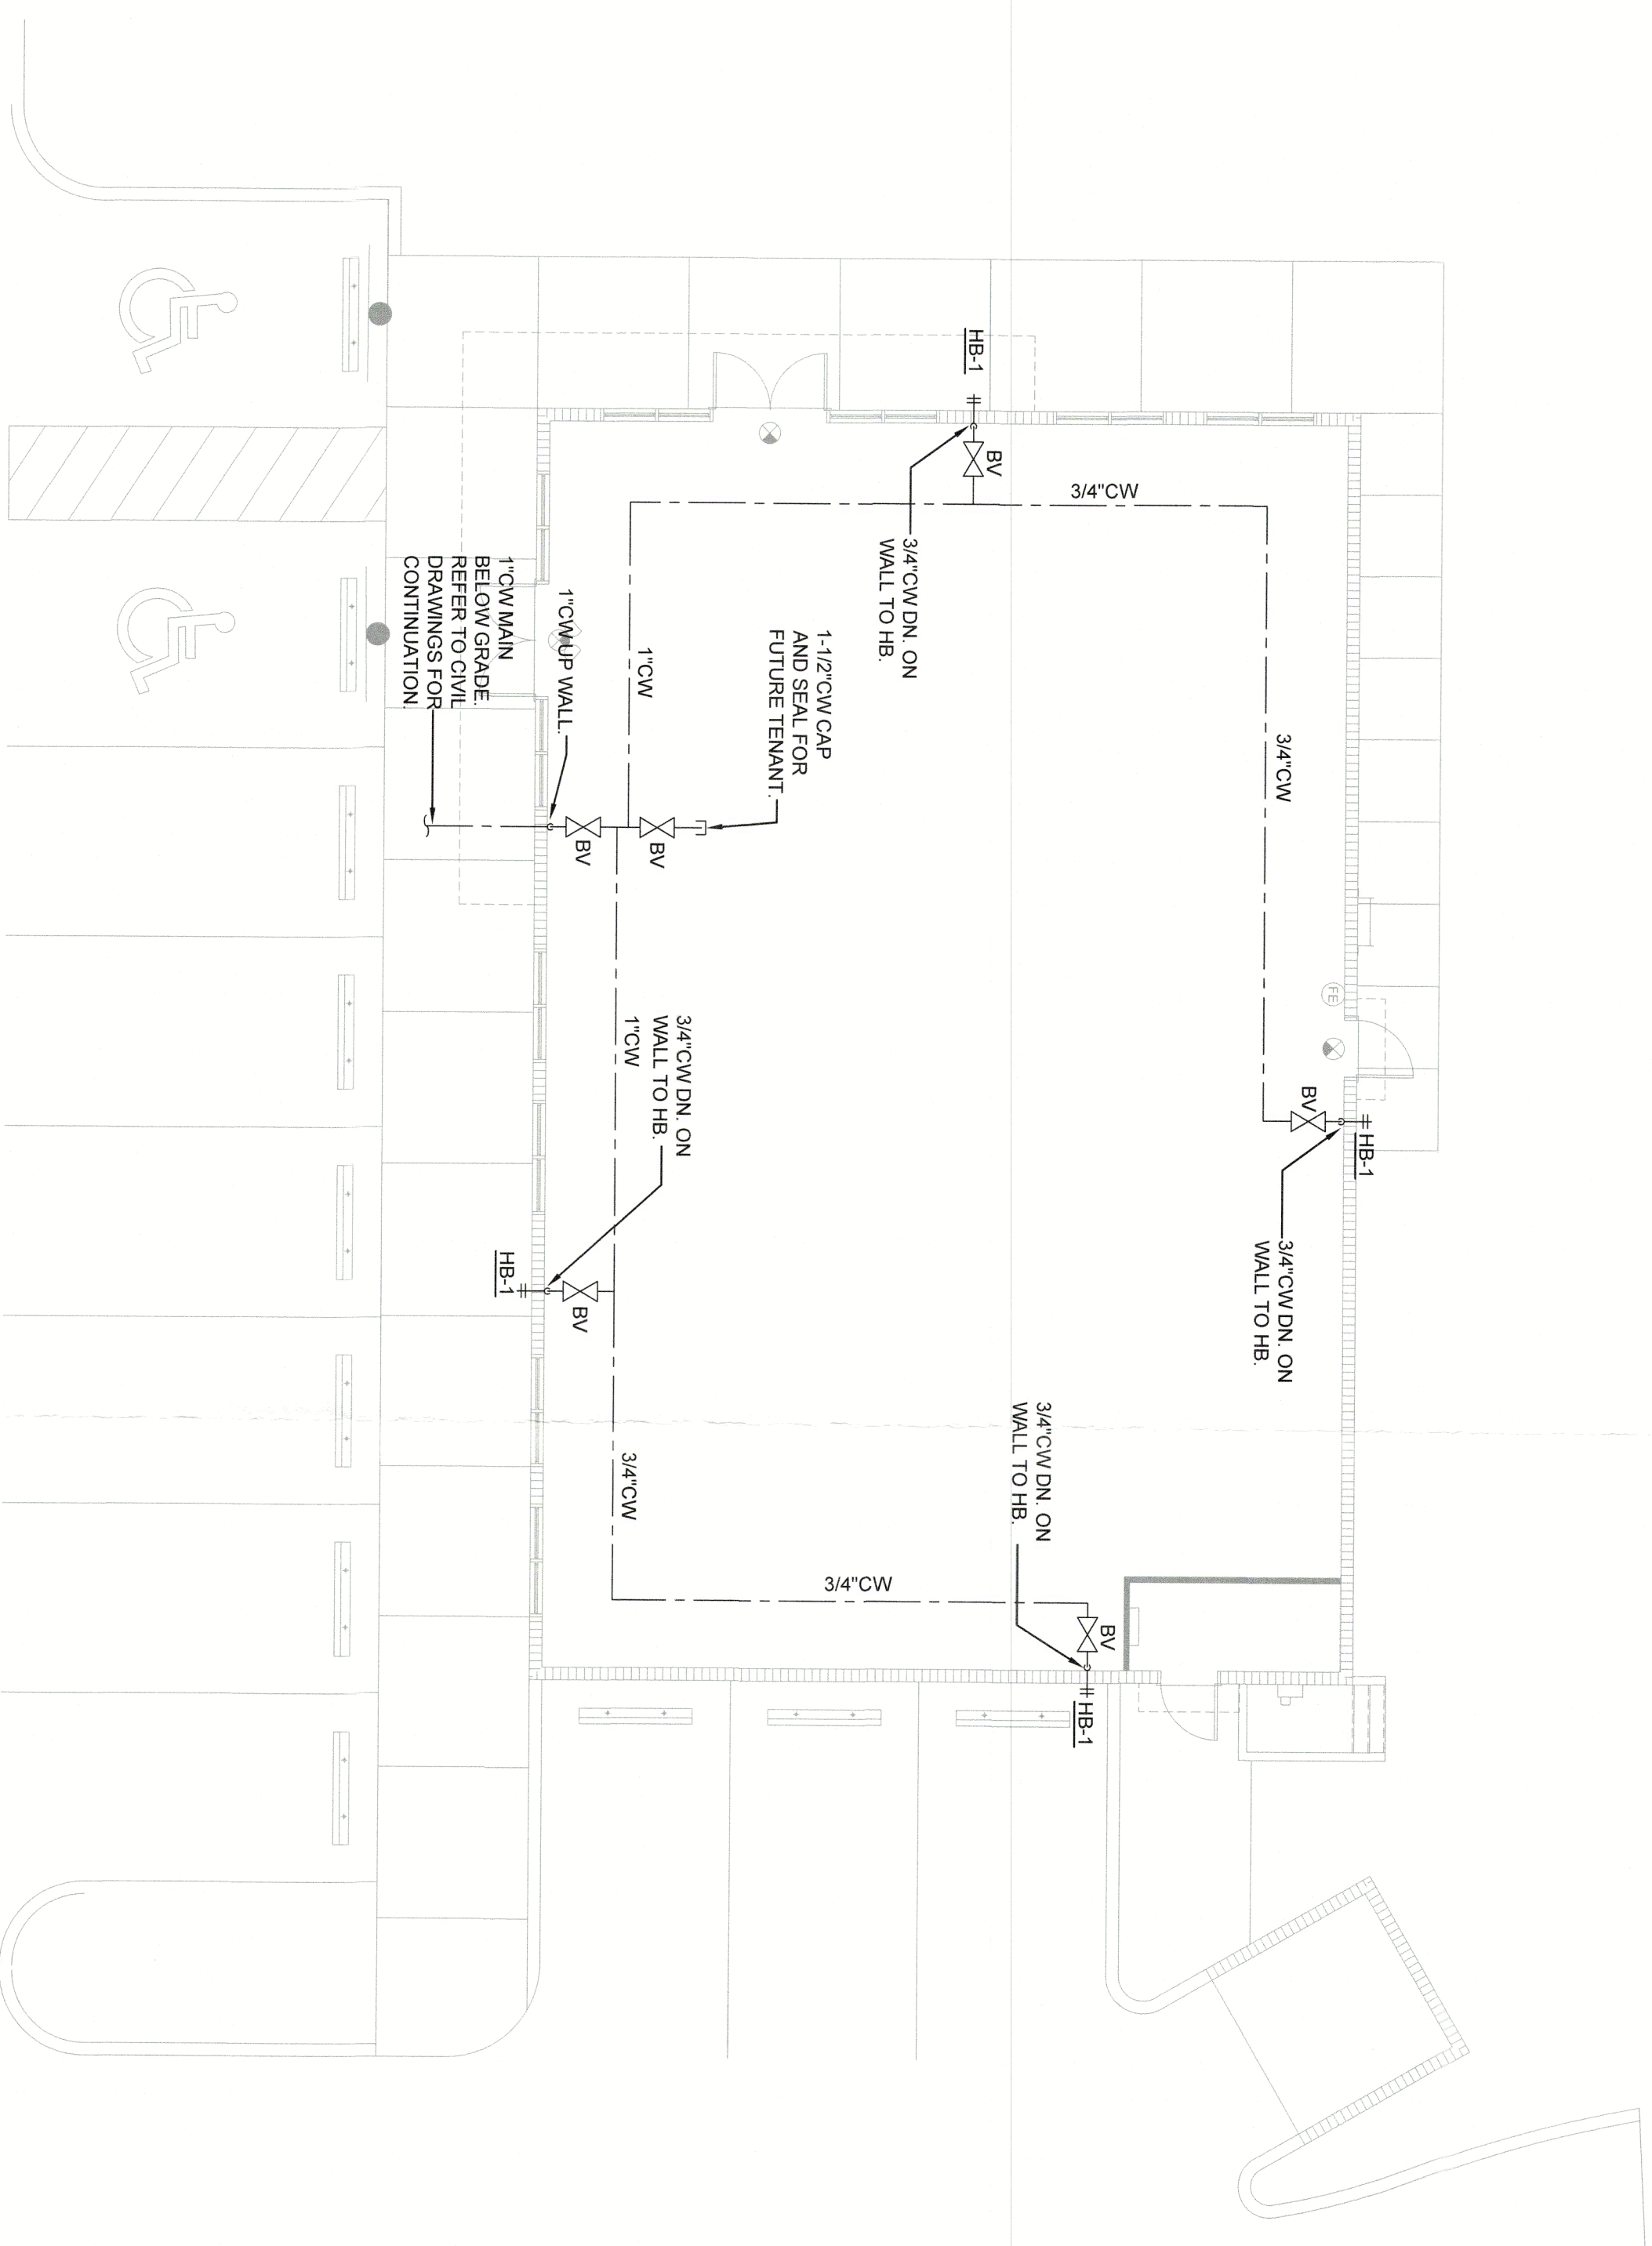 HB-1
BV
3/4"CW
3/4"CW DN. ON
WALL TO HB.
1"CW MAIN
BELOW GRADE.
REFER TO CIVIL
DRAWINGS FOR
CONTINUATION.
1"CW UP WALL.
1"CW
1-1/2"CW CAP
AND SEAL FOR
FUTURE TENANT.
3/4"CW
BV
BV
FE
1"CW
3/4"CW DN. ON
WALL TO HB.
BV
HB-1
3/4"CW DN. ON
WALL TO HB.
HB-1
BV
3/4"CW DN. ON
WALL TO HB.
3/4"CW
3/4"CW
BV
HB-1